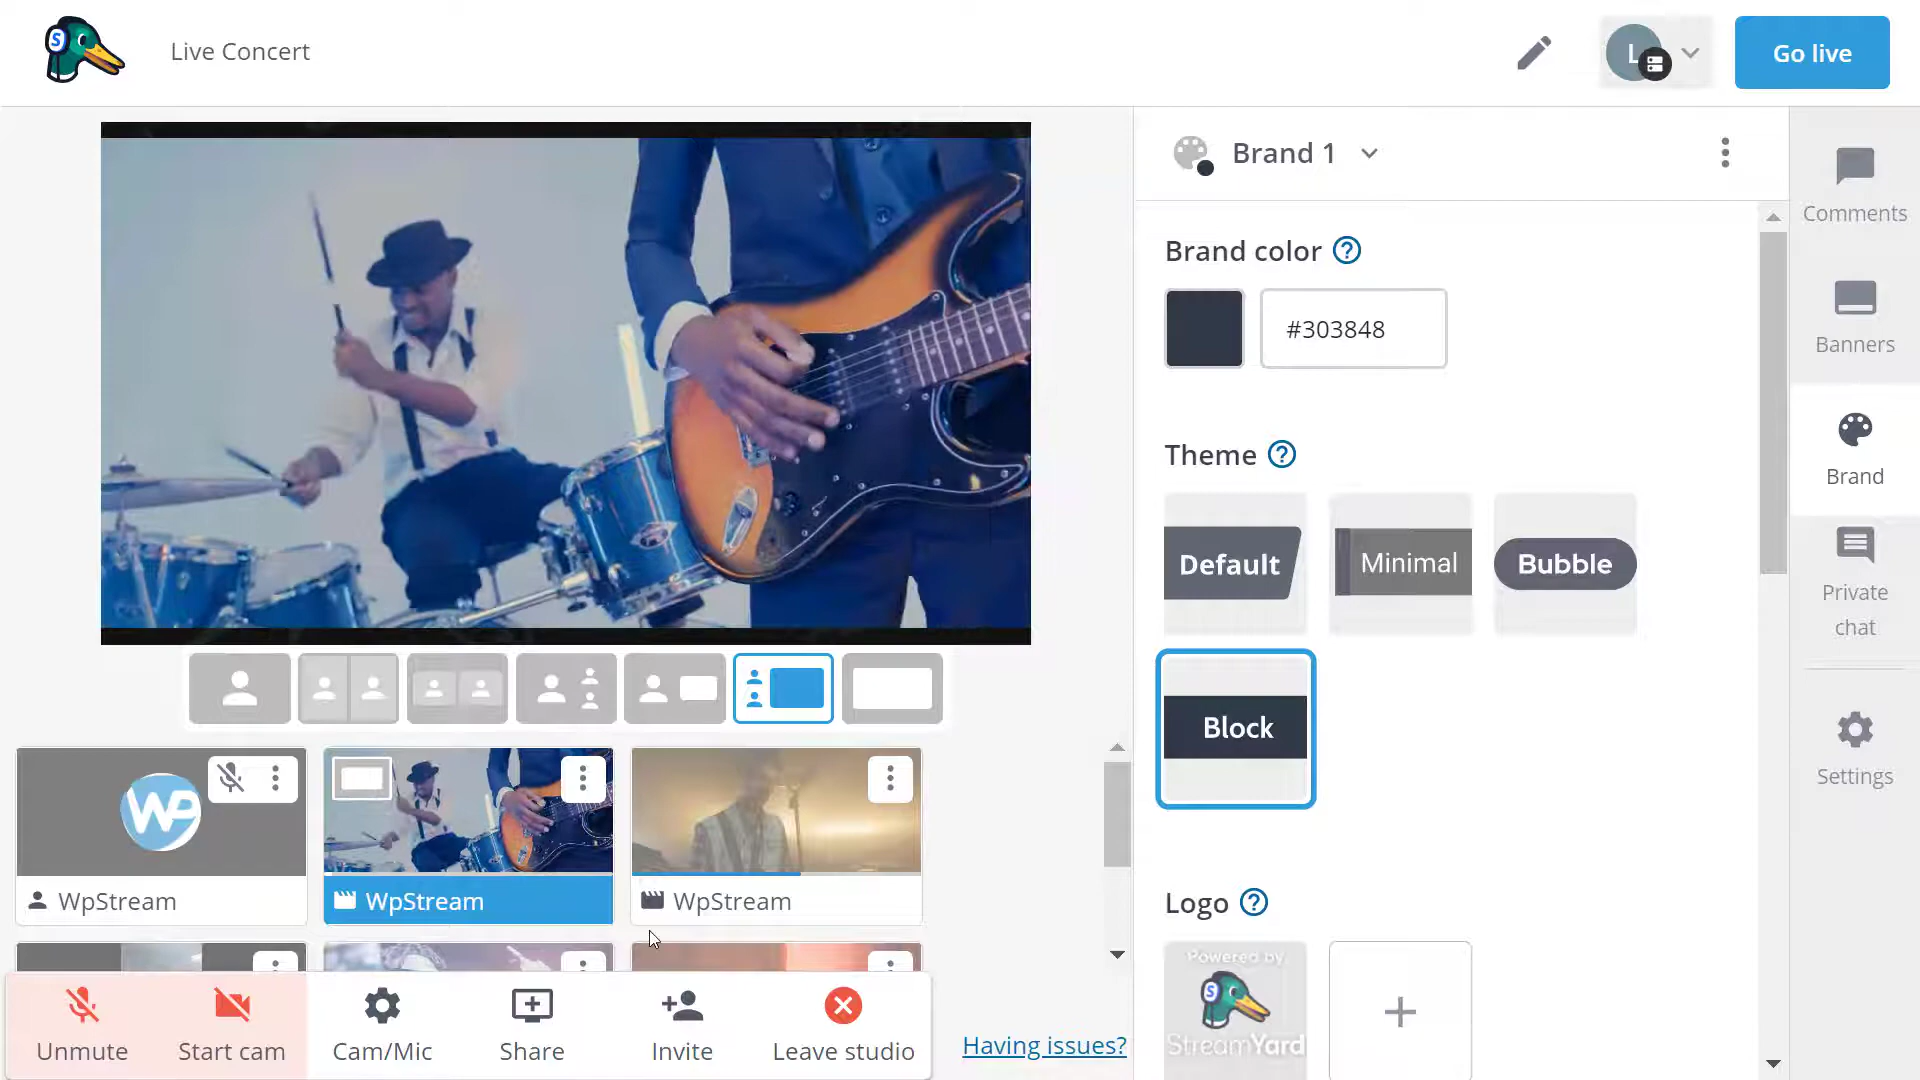 S
Live Concert
L
Go live
Brand 1
Comments
Brand color
#303848
Banners
Theme
Brand
Default
Minimal
Bubble
Private
chat
Block
Settings
WP
WpStream
WpStream
WpStream
Logo
Powered by
S
StreamYard
Unmute
Start cam
Cam/Mic
Share
Invite
Leave studio
Having issues?